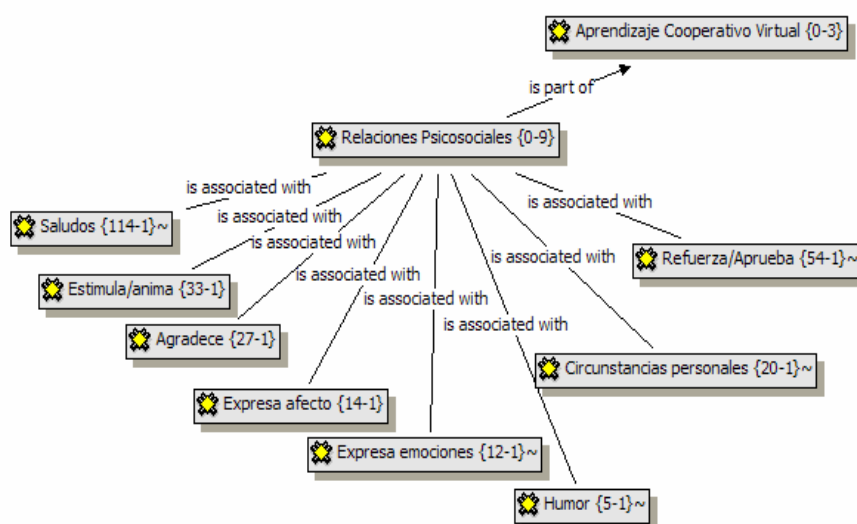 Aprendizaje Cooperativo Virtual {0-3}
is part of
Relaciones Psicosociales {0-9}
is associated with
Saludos {114-1}~
is associated with
Estimula/anima {33-1}
is associated with
Agradece {27-1}
is associated with
Expresa afecto {14-1}
is associated with
Expresa emociones {12-1}~
is associated with
Humor {5-1}~
is associated with
Circunstancias personales {20-1}~
is associated with
Refuerza/Aprueba {54-1}~